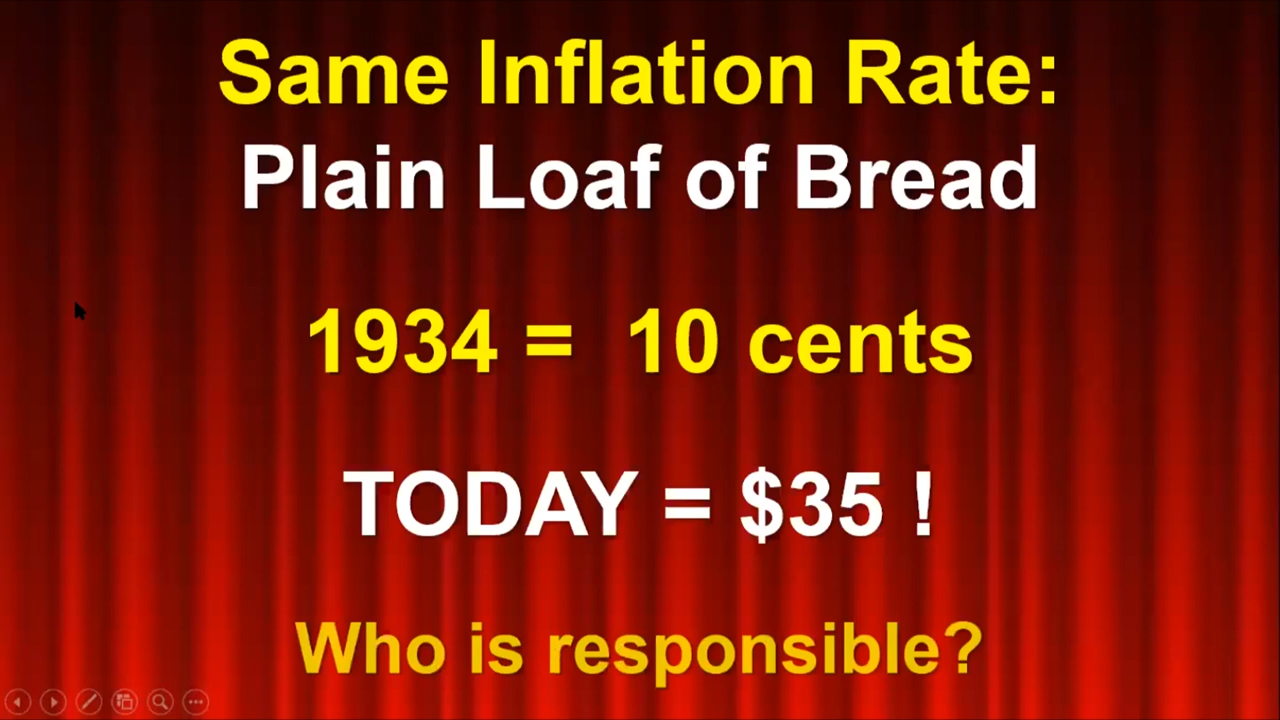 Same Inflation Rate:
Plain Loaf of Bread
1934 = 10 cents
TODAY = $35 !
Who is responsible?